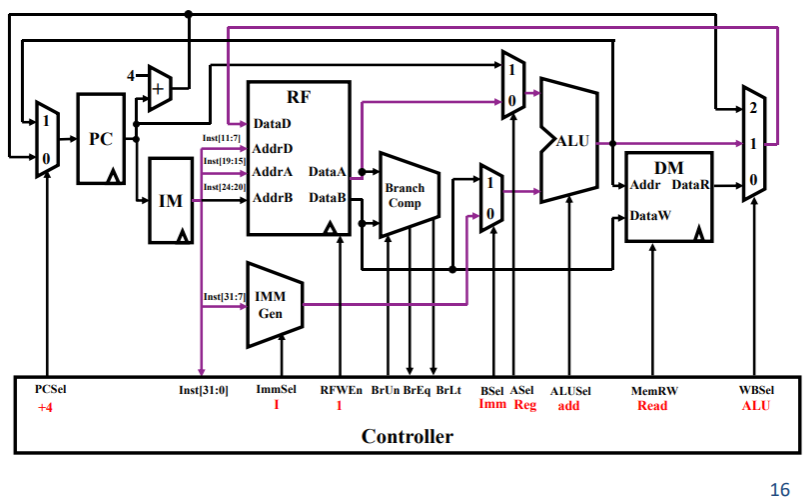 4
+
1
0
PC
IM
Inst[11:7]
Inst[19:15]
Inst[24:20]
Inst[31:7]
RF
DataD
AddrD
AddrA
AddrB
DataA
DataB
IMM
Gen
Branch
Comp
1
0
1
0
ALU
DM
Addr
DataR
DataW
2
1
0
PCSel
+4
Inst[31:0]
ImmSel
I
RFWEn
1
BrUn
BrEq
BrLt
BSel
Imm
ASel
Reg
ALUSel
add
MemRW
Read
WBSel
ALU
Controller
16